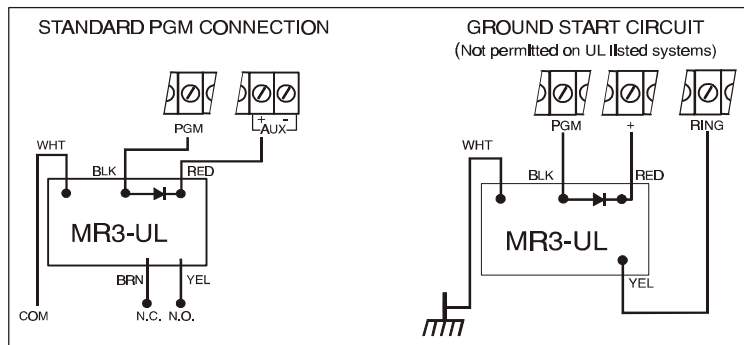 STANDARD PGM CONNECTION
PGM
+ -
AUX
WHT
BLK
RED
MR3-UL
BRN
YEL
COM
N.C.
N.O.
GROUND START CIRCUIT
(Not permitted on UL listed systems)
PGM
+
RING
WHT
BLK
RED
MR3-UL
YEL